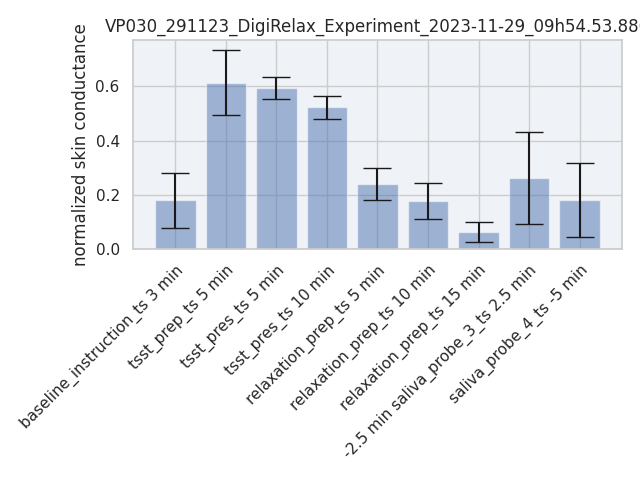 VP030_291123_DigiRelax_Experiment_2023-11-29_09h54.53.88
normalized skin conductance
0.6
0.4
0.2
0.0
baseline_instruction_ts 3 min
tsst_prep_ts 5 min
tsst_pres_ts 5 min
tsst_pres_ts 10 min
relaxation_prep_ts 5 min
relaxation_prep_ts 10 min
relaxation_prep_ts 15 min
-2.5 min saliva_probe_3_ts 2.5 min
saliva_probe_4_ts -5 min